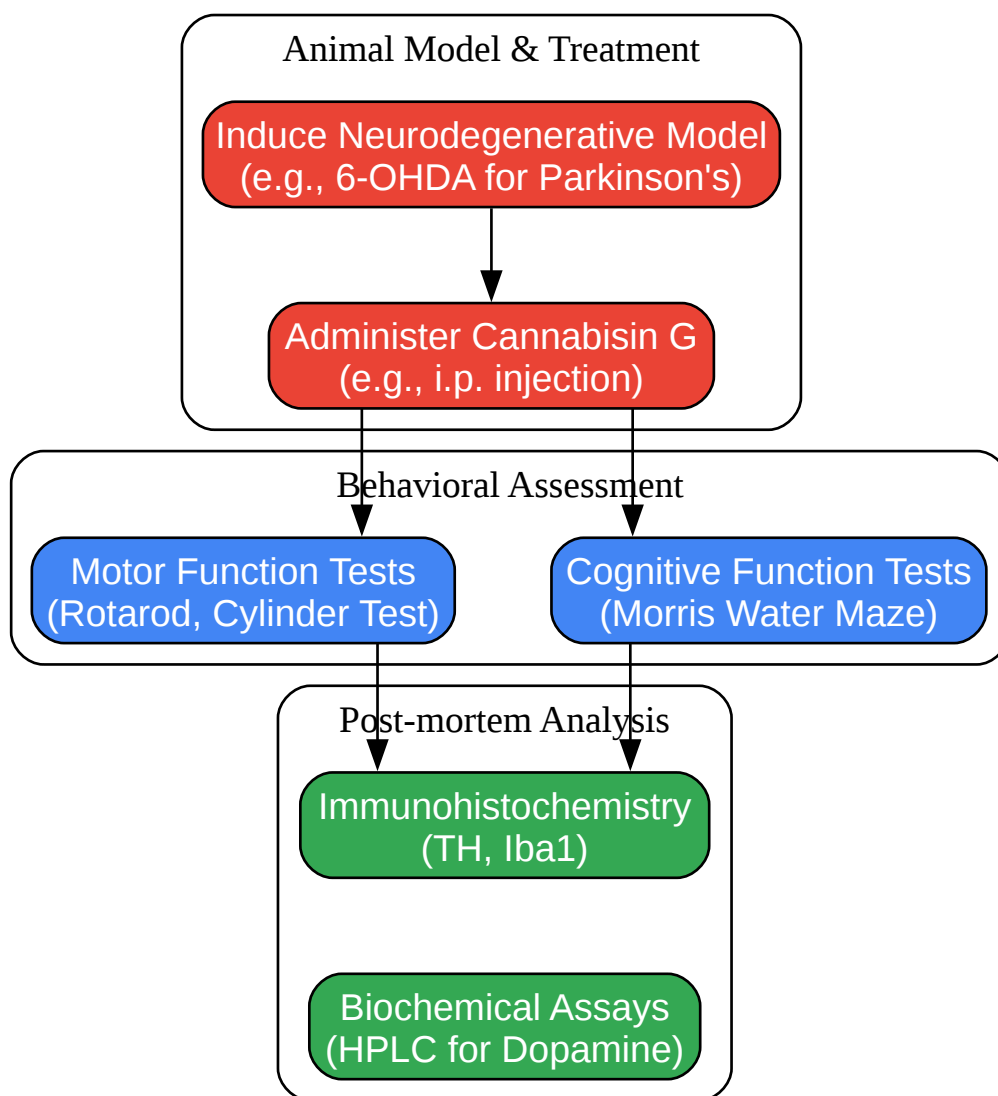 Animal Model & Treatment
Induce Neurodegenerative Model
(e.g., 6-OHDA for Parkinson's)
Administer Cannabisin G
(e.g., i.p. injection)
Behavioral Assessment
Motor Function Tests
(Rotarod, Cylinder Test)
Cognitive Function Tests
(Morris Water Maze)
Post-mortem Analysis
Immunohistochemistry
(TH, Iba1)
Biochemical Assays
(HPLC for Dopamine)